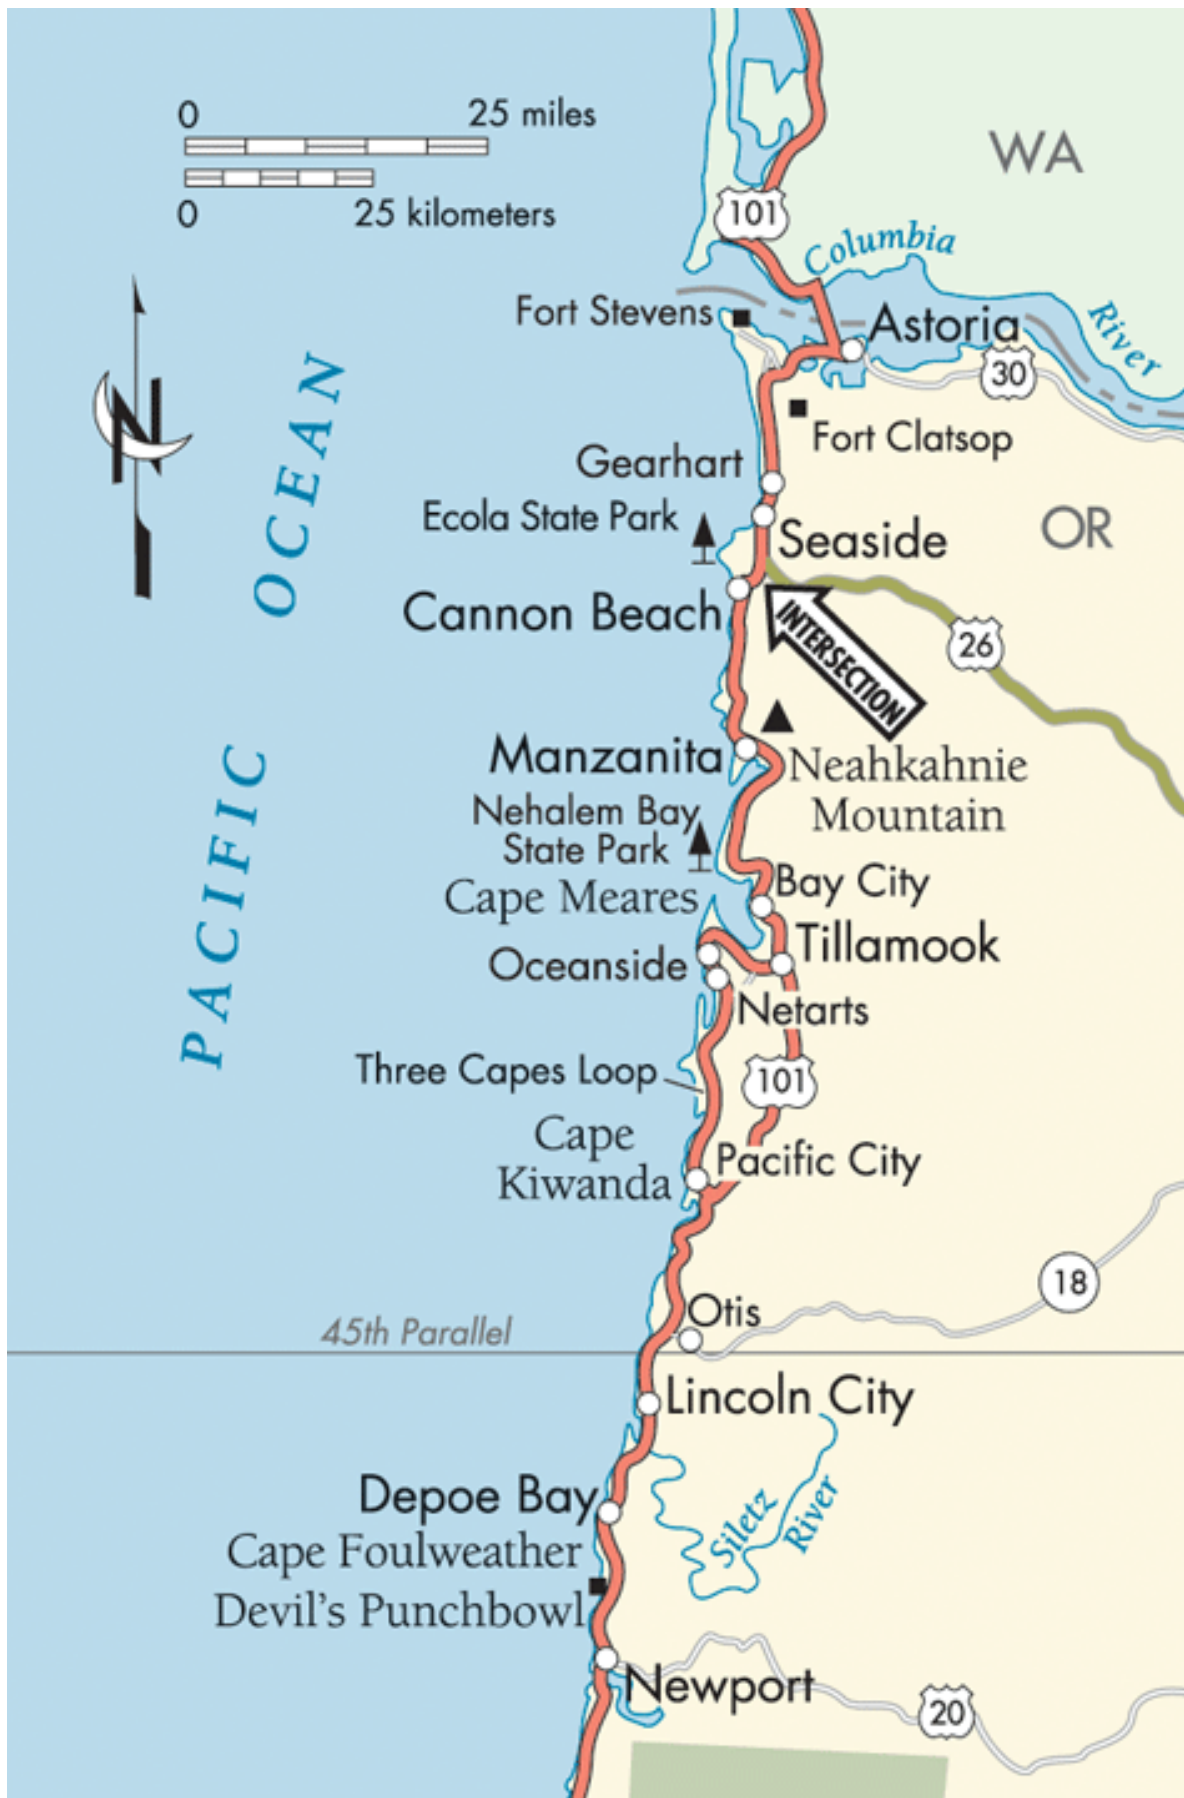 0 25 miles
0 25 kilometers
WA
101
Columbia
River
Fort Stevens
Astoria
30
N
PACIFIC OCEAN
Fort Clatsop
Gearhart
Ecola State Park
OR
Seaside
Cannon Beach
INTERSECTION
26
Manzanita
Neahkahnie
Mountain
Nehalem Bay
State Park
Bay City
Cape Meares
Tillamook
Oceanside
Netarts
Three Capes Loop
101
Cape
Kiwanda
Pacific City
18
Otis
45th Parallel
Lincoln City
Depoe Bay
Siletz
River
Cape Foulweather
Devil's Punchbowl
Newport
20